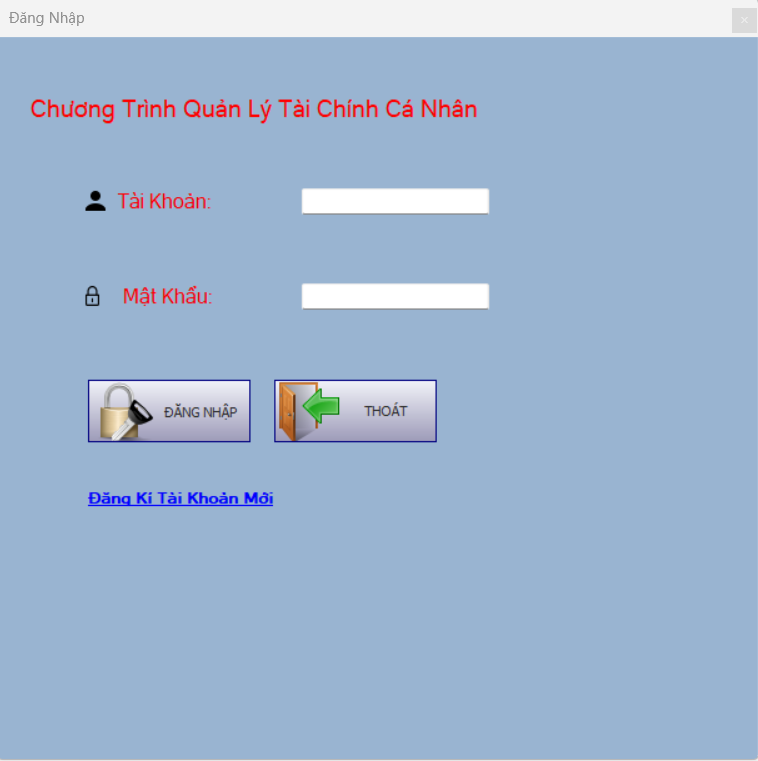 Đăng Nhập
Chương Trình Quản Lý Tài Chính Cá Nhân
Tài Khoản:
Mật Khẩu:
ĐĂNG NHẬP
THOÁT
Đăng Kí Tài Khoản Mới